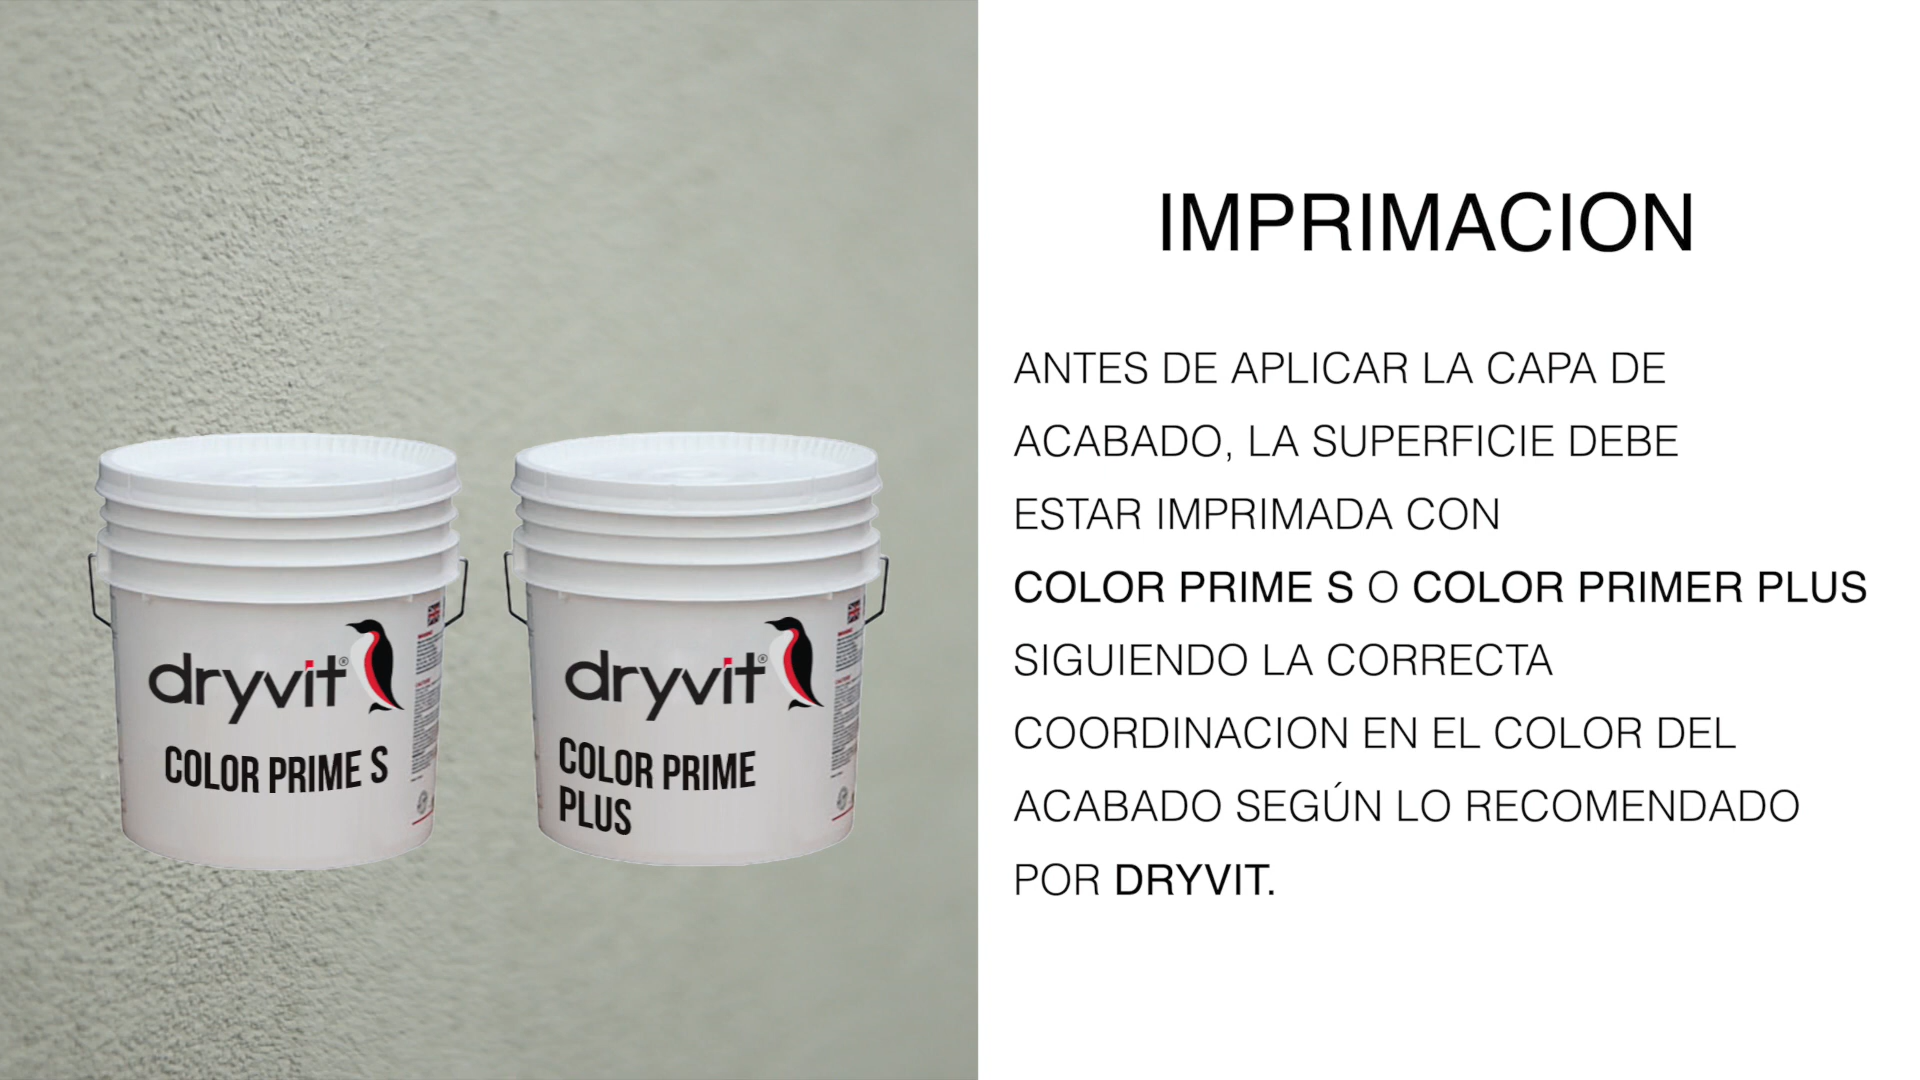 dryvit®
COLOR PRIME S
dryvit®
COLOR PRIME
PLUS
IMPRIMACION
ANTES DE APLICAR LA CAPA DE
ACABADO, LA SUPERFICIE DEBE
ESTAR IMPRIMADA CON
COLOR PRIME S O COLOR PRIMER PLUS
SIGUIENDO LA CORRECTA
COORDINACION EN EL COLOR DEL
ACABADO SEGÚN LO RECOMENDADO
POR DRYVIT.